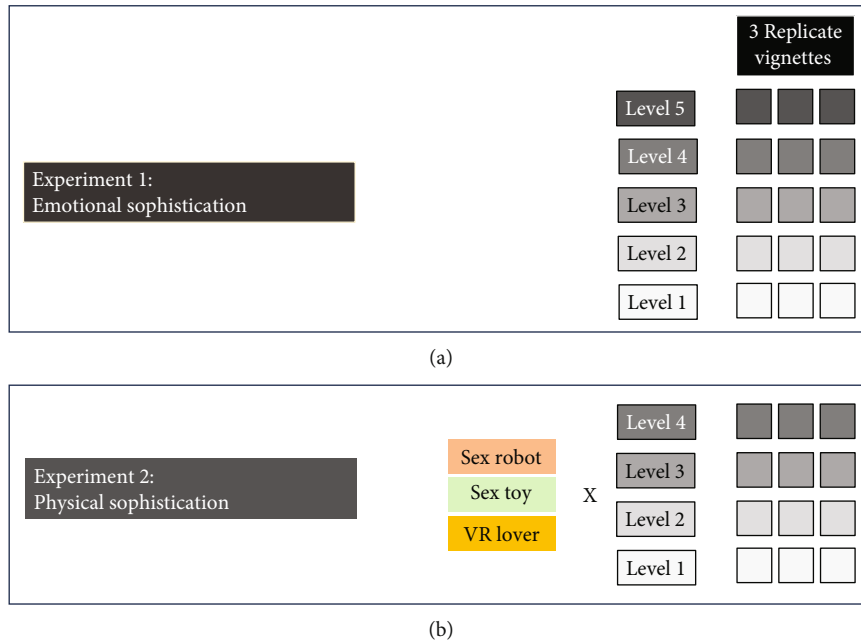 3 Replicate
vignettes
Level 5
Level 4
Experiment 1:
Emotional sophistication
Level 3
Level 2
Level 1
(a)
Experiment 2:
Physical sophistication
Sex robot
Sex toy
VR lover
X
Level 4
Level 3
Level 2
Level 1
(b)